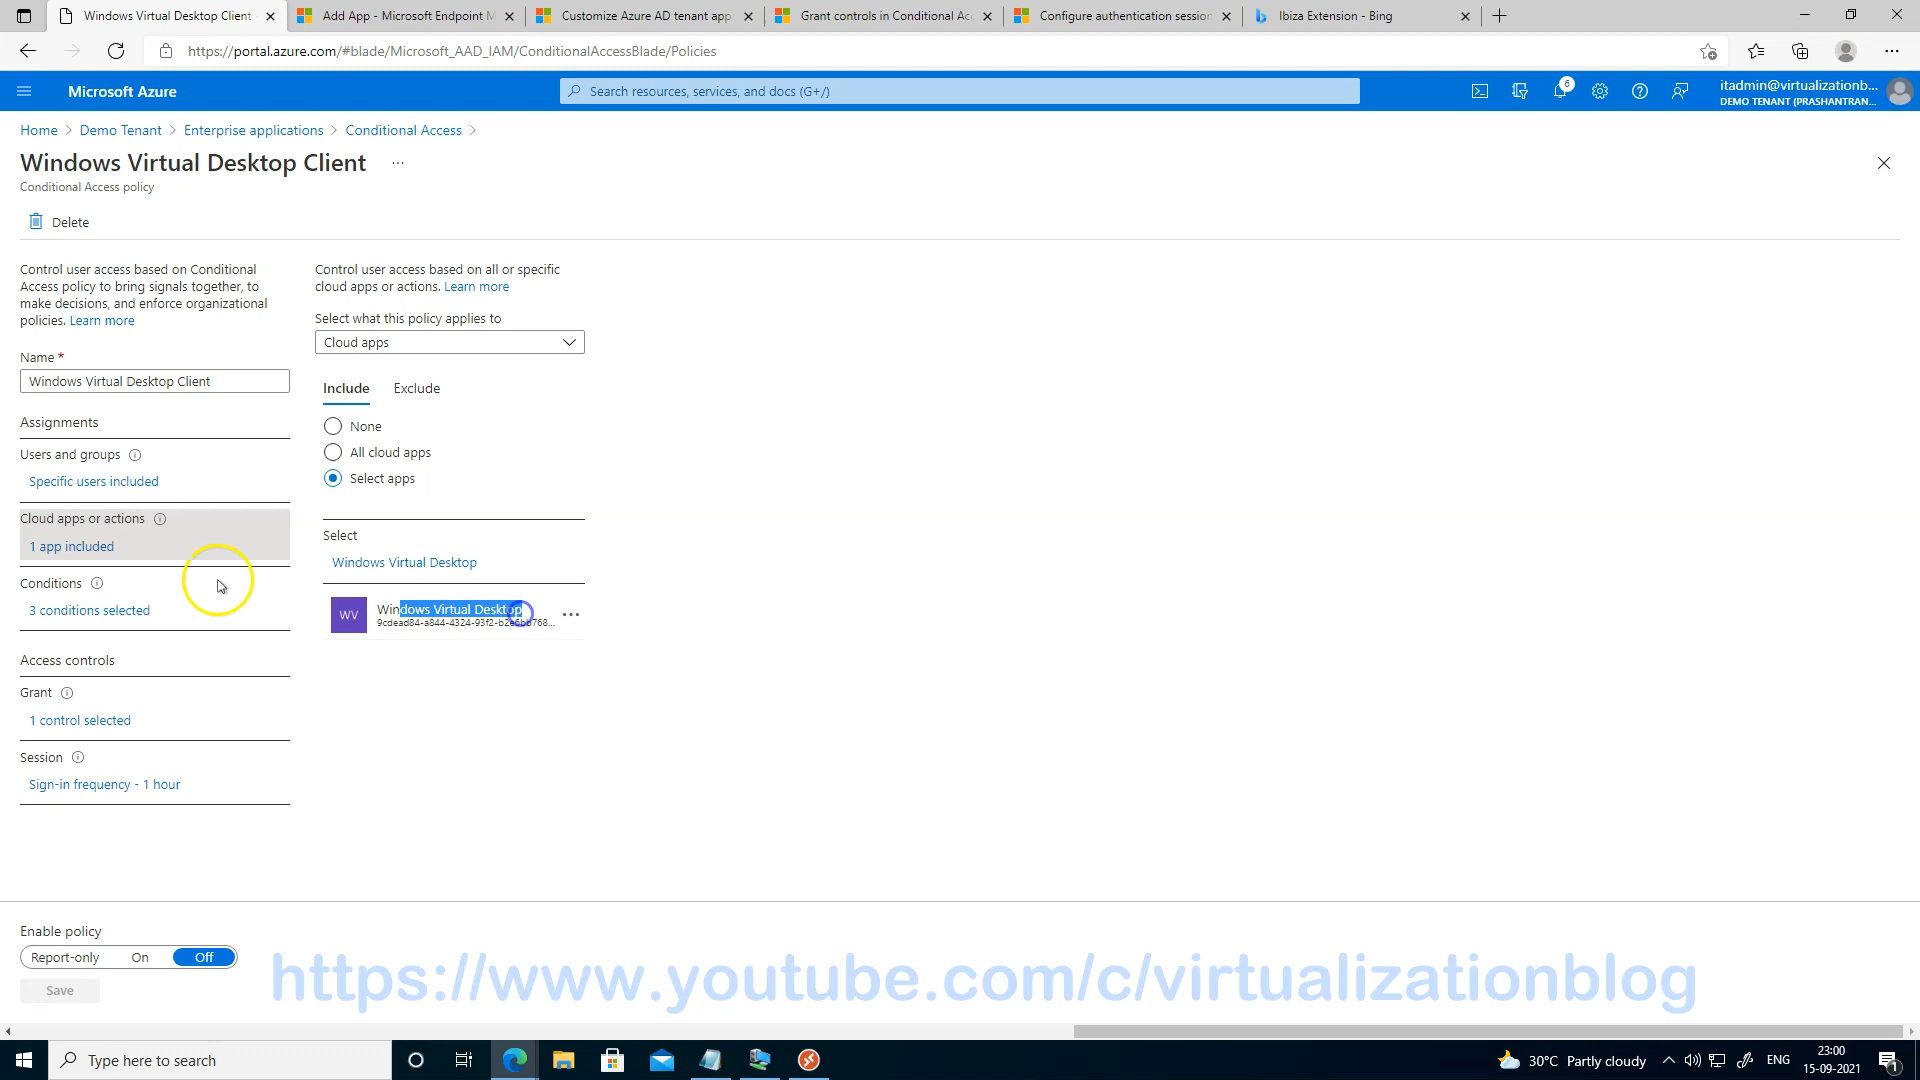 Windows Virtual Desktop Client
Add App - Microsoft Endpoint M
Customize Azure AD tenant app
Grant controls in Conditional Acc
Configure authentication session
Ibiza Extension - Bing
https://portal.azure.com/#blade/Microsoft_AAD_IAM/ConditionalAccessBlade/Policies
Microsoft Azure
Search resources, services, and docs (G+/)
6
itadmin@virtualizationb...
DEMO TENANT (PRASHANTRAN...
Home > Demo Tenant > Enterprise applications > Conditional Access >
Windows Virtual Desktop Client ...
Conditional Access policy
Delete
Control user access based on Conditional
Access policy to bring signals together, to
make decisions, and enforce organizational
policies. Learn more
Name *
Windows Virtual Desktop Client
Assignments
Users and groups
Specific users included
Cloud apps or actions
1 app included
Conditions
3 conditions selected
Access controls
Grant
1 control selected
Session
Sign-in frequency - 1 hour
Control user access based on all or specific
cloud apps or actions. Learn more
Select what this policy applies to
Cloud apps
Include Exclude
None
All cloud apps
Select apps
Select
Windows Virtual Desktop
WV
Windows Virtual Desktop
9cdead84-a844-4324-93f2-b2e6bb768...
Enable policy
Report-only On Off
Save
https://www.youtube.com/c/virtualizationblog
Type here to search
30°C Partly cloudy
ENG
23:00
15-09-2021
1